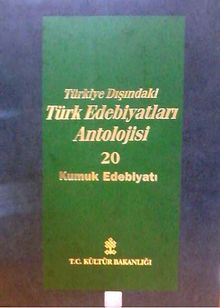 Türkiye Dışındaki
Türk Edebiyatları
Antolojisi
20
Kumuk Edebiyatı
T.C. KÜLTÜR BAKANLIĞI